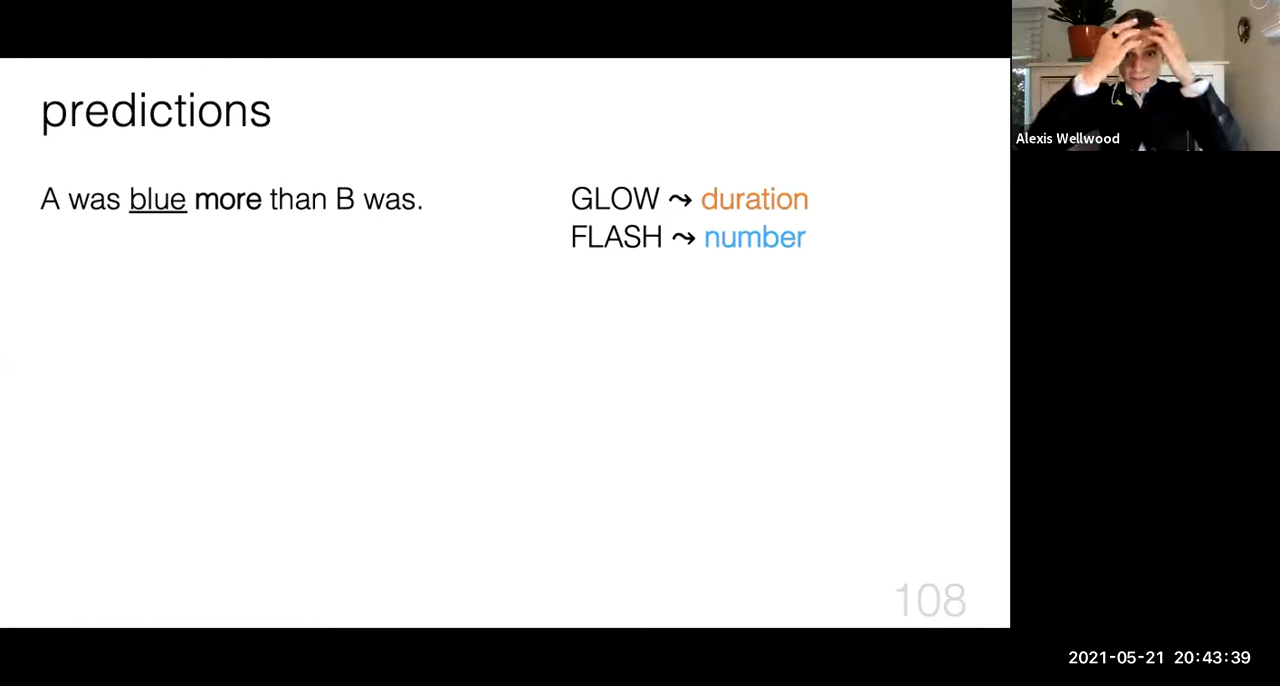 predictions
A was blue more than B was.
GLOW ⤳ duration
FLASH ⤳ number
108
Alexis Wellwood
2021-05-21 20:43:39